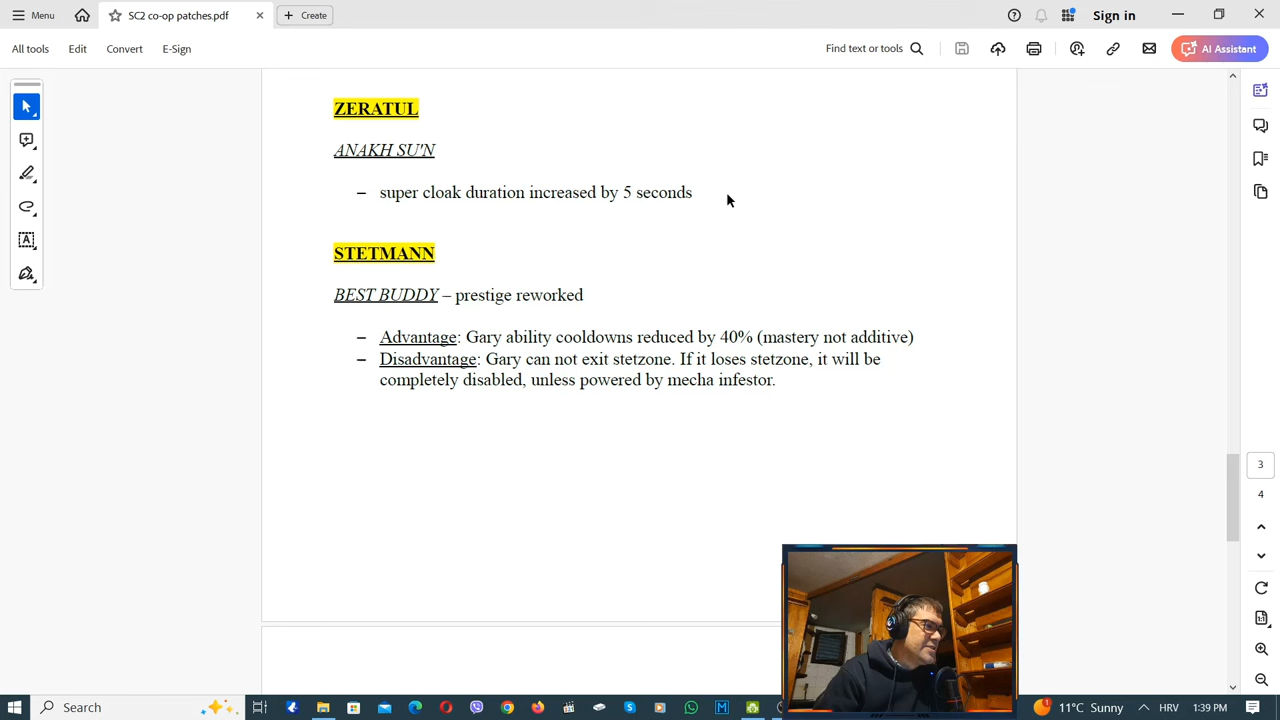 Menu
SC2 co-op patches.pdf
Create
Sign in
All tools
Edit
Convert
E-Sign
Find text or tools
AI Assistant
ZERATUL
ANAKH SU'N
– super cloak duration increased by 5 seconds
STETMANN
BEST BUDDY – prestige reworked
– Advantage: Gary ability cooldowns reduced by 40% (mastery not additive)
– Disadvantage: Gary can not exit stetzone. If it loses stetzone, it will be
completely disabled, unless powered by mecha infestor.
3
4
Search
11°C Sunny
HRV
1:39 PM